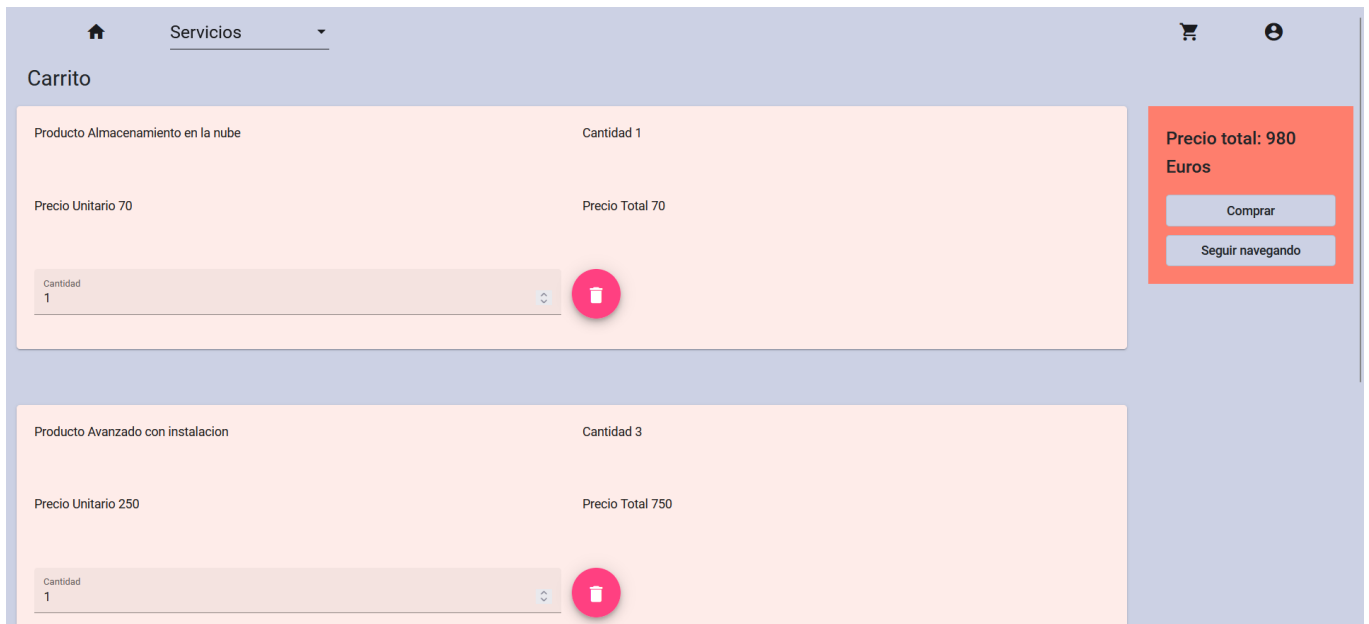 Servicios
Carrito
Producto Almacenamiento en la nube
Cantidad 1
Precio Unitario 70
Precio Total 70
Cantidad
1
Precio total: 980
Euros
Comprar
Seguir navegando
Producto Avanzado con instalacion
Cantidad 3
Precio Unitario 250
Precio Total 750
Cantidad
1